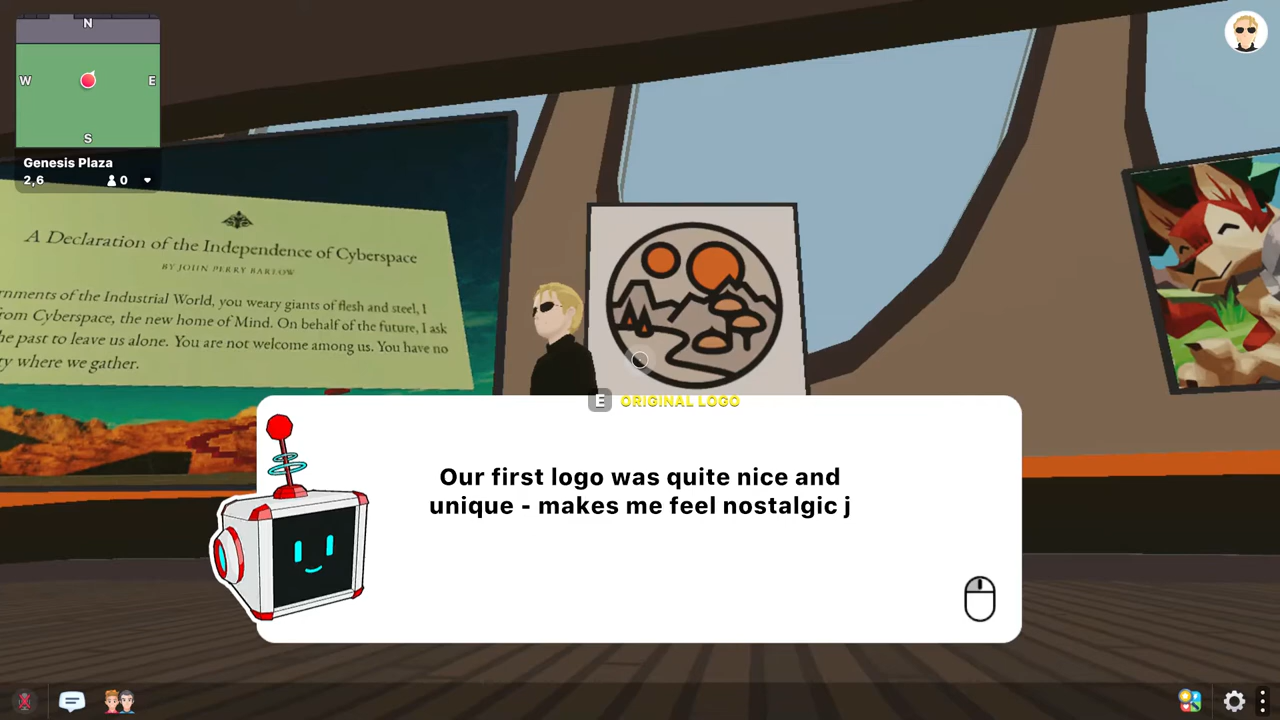 N
W
E
S
Genesis Plaza
2,6
0
A Declaration of the Independence of Cyberspace
BY JOHN PERRY BARLOW
rnments of the Industrial World, you weary giants of flesh and steel, I
from Cyberspace, the new home of Mind. On behalf of the future, I ask
he past to leave us alone. You are not welcome among us. You have no
ty where we gather.
E ORIGINAL LOGO
Our first logo was quite nice and
unique - makes me feel nostalgic j